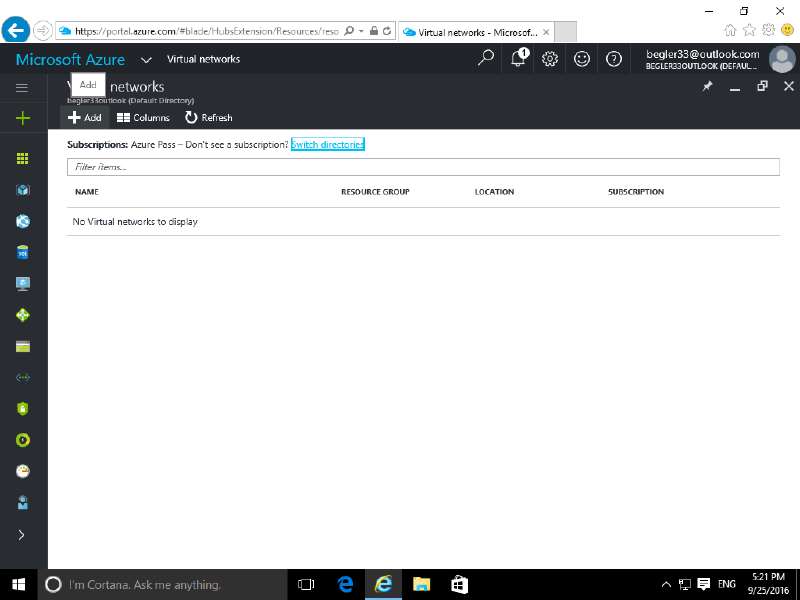 https://portal.azure.com/#blade/HubsExtension/Resources/reso
Virtual networks - Microsof...
Microsoft Azure
Virtual networks
1
begler33@outlook.com
BEGLER33OUTLOOK (DEFAUL...
Add
networks
begler33outlook (Default Directory)
Add
Columns
Refresh
Subscriptions: Azure Pass – Don't see a subscription? Switch directories
Filter items...
NAME
RESOURCE GROUP
LOCATION
SUBSCRIPTION
No Virtual networks to display
SQL
I'm Cortana. Ask me anything.
ENG
5:21 PM
9/25/2016